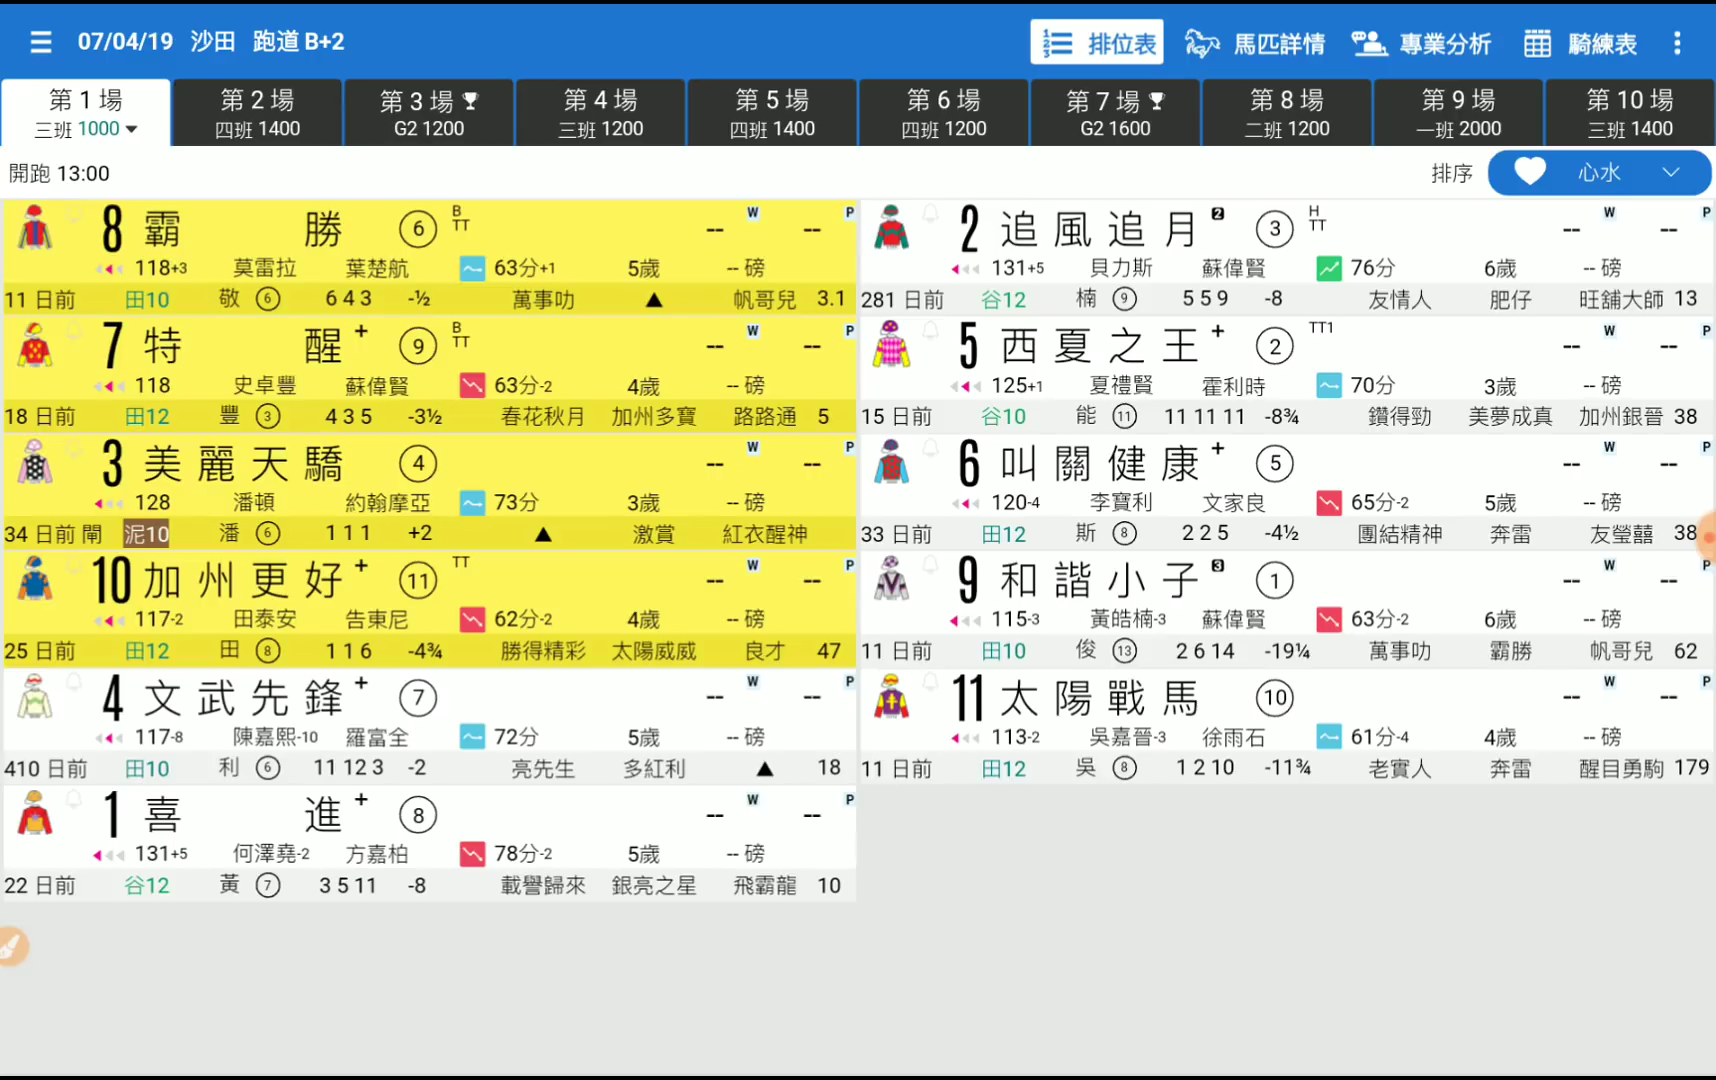 07/04/19 沙田 跑道 B+2 排位表 馬匹詳情 專業分析 騎練表
第 1 場 第 2 場 第 3 場 第 4 場 第 5 場 第 6 場 第 7 場 第 8 場 第 9 場 第 10 場
三班 1000 四班 1400 G2 1200 三班 1200 四班 1400 四班 1200 G2 1600 二班 1200 一班 2000 三班 1400
開跑 13:00 排序 心水
8 霸勝 6 B TT -- W -- P
118+3 莫雷拉 葉楚航 63分+1 5歲 -- 磅
11 日前 田10 敬 6 6 4 3 -½ 萬事叻 ▲ 帆哥兒 3.1
7 特醒+ 9 B TT -- W -- P
118 史卓豐 蘇偉賢 63分-2 4歲 -- 磅
18 日前 田12 豐 3 4 3 5 -3½ 春花秋月 加州多寶 路路通 5
3 美麗天驕 4 -- W -- P
128 潘頓 約翰摩亞 73分 3歲 -- 磅
34 日前 閘 泥10 潘 6 1 1 1 +2 ▲ 激賞 紅衣醒神
10 加州更好+ 11 TT -- W -- P
117-2 田泰安 告東尼 62分-2 4歲 -- 磅
25 日前 田12 田 8 1 1 6 -4¾ 勝得精彩 太陽威威 良才 47
4 文武先鋒+ 7 -- W -- P
117-8 陳嘉熙-10 羅富全 72分 5歲 -- 磅
410 日前 田10 利 6 11 12 3 -2 亮先生 多紅利 ▲ 18
1 喜進+ 8 -- W -- P
131+5 何澤堯-2 方嘉柏 78分-2 5歲 -- 磅
22 日前 谷12 黃 7 3 5 11 -8 載譽歸來 銀亮之星 飛霸龍 10
2 追風追月 2 3 H TT -- W -- P
131+5 貝力斯 蘇偉賢 76分 6歲 -- 磅
281 日前 谷12 楠 9 5 5 9 -8 友情人 肥仔 旺舖大師 13
5 西夏之王+ 2 TT1 -- W -- P
125+1 夏禮賢 霍利時 70分 3歲 -- 磅
15 日前 谷10 能 11 11 11 11 -8¾ 鑽得勁 美夢成真 加州銀晉 38
6 叫關健康+ 5 -- W -- P
120-4 李寶利 文家良 65分-2 5歲 -- 磅
33 日前 田12 斯 8 2 2 5 -4½ 團結精神 奔雷 友瑩囍 38
9 和諧小子 3 1 -- W -- P
115-3 黃皓楠-3 蘇偉賢 63分-2 6歲 -- 磅
11 日前 田10 俊 13 2 6 14 -19¼ 萬事叻 霸勝 帆哥兒 62
11 太陽戰馬 10 -- W -- P
113-2 吳嘉晉-3 徐雨石 61分-4 4歲 -- 磅
11 日前 田12 吳 8 1 2 10 -11¾ 老實人 奔雷 醒目勇駒 179